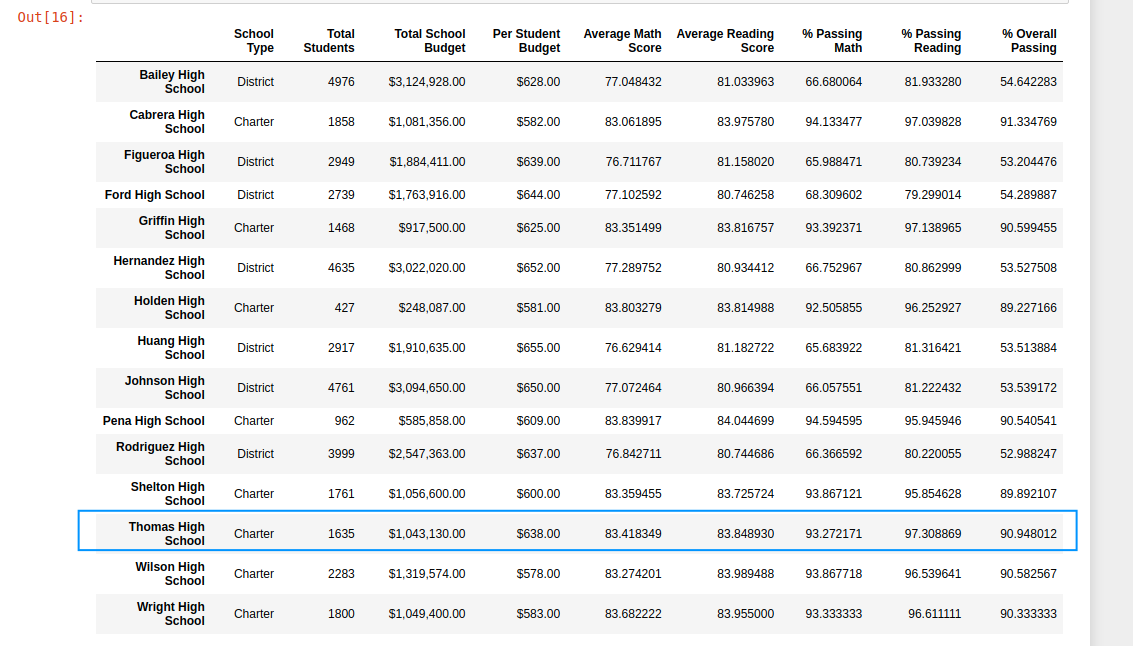 Out[16]:
School Type Total Students Total School Budget Per Student Budget Average Math Score Average Reading Score % Passing Math % Passing Reading % Overall Passing
Bailey High School District 4976 $3,124,928.00 $628.00 77.048432 81.033963 66.680064 81.933280 54.642283
Cabrera High School Charter 1858 $1,081,356.00 $582.00 83.061895 83.975780 94.133477 97.039828 91.334769
Figueroa High School District 2949 $1,884,411.00 $639.00 76.711767 81.158020 65.988471 80.739234 53.204476
Ford High School District 2739 $1,763,916.00 $644.00 77.102592 80.746258 68.309602 79.299014 54.289887
Griffin High School Charter 1468 $917,500.00 $625.00 83.351499 83.816757 93.392371 97.138965 90.599455
Hernandez High School District 4635 $3,022,020.00 $652.00 77.289752 80.934412 66.752967 80.862999 53.527508
Holden High School Charter 427 $248,087.00 $581.00 83.803279 83.814988 92.505855 96.252927 89.227166
Huang High School District 2917 $1,910,635.00 $655.00 76.629414 81.182722 65.683922 81.316421 53.513884
Johnson High School District 4761 $3,094,650.00 $650.00 77.072464 80.966394 66.057551 81.222432 53.539172
Pena High School Charter 962 $585,858.00 $609.00 83.839917 84.044699 94.594595 95.945946 90.540541
Rodriguez High School District 3999 $2,547,363.00 $637.00 76.842711 80.744686 66.366592 80.220055 52.988247
Shelton High School Charter 1761 $1,056,600.00 $600.00 83.359455 83.725724 93.867121 95.854628 89.892107
Thomas High School Charter 1635 $1,043,130.00 $638.00 83.418349 83.848930 93.272171 97.308869 90.948012
Wilson High School Charter 2283 $1,319,574.00 $578.00 83.274201 83.989488 93.867718 96.539641 90.582567
Wright High School Charter 1800 $1,049,400.00 $583.00 83.682222 83.955000 93.333333 96.611111 90.333333